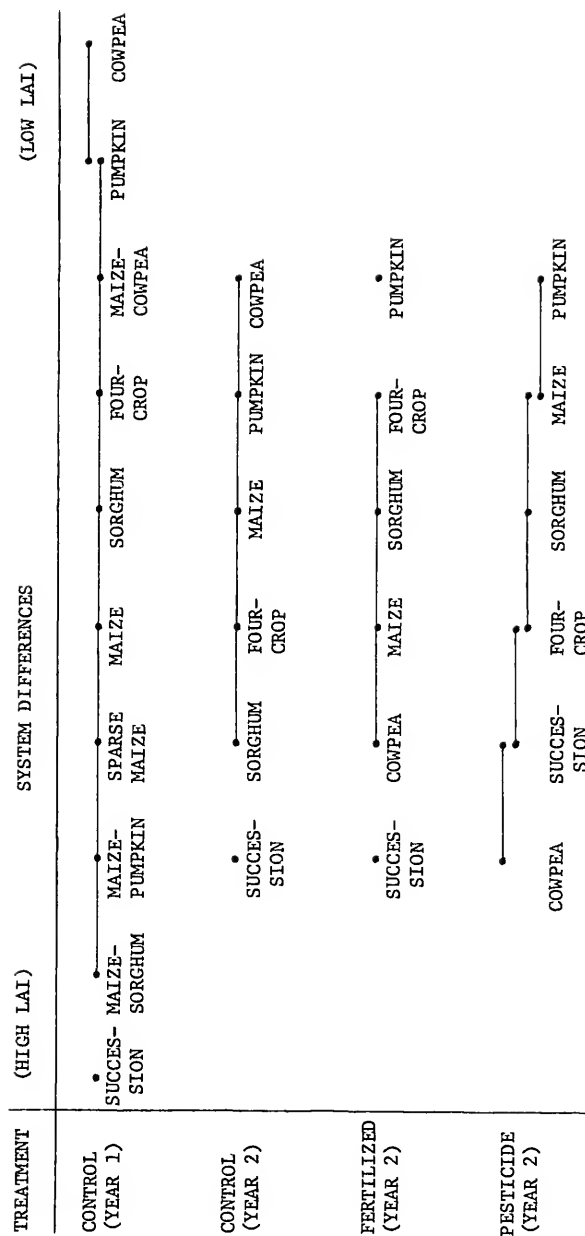 TREATMENT (HIGH LAI) SYSTEM DIFFERENCES (LOW LAI)
CONTROL
(YEAR 1)
SUCCES-
SION
MAIZE-
SORGHUM
MAIZE-
PUMPKIN
SPARSE
MAIZE
MAIZE
SORGHUM
FOUR-
CROP
MAIZE-
COWPEA
PUMPKIN
COWPEA
CONTROL
(YEAR 2)
SUCCES-
SION
SORGHUM
FOUR-
CROP
MAIZE
PUMPKIN
COWPEA
FERTILIZED
(YEAR 2)
SUCCES-
SION
COWPEA
MAIZE
SORGHUM
FOUR-
CROP
PUMPKIN
PESTICIDE
(YEAR 2)
COWPEA
SUCCES-
SION
FOUR-
CROP
SORGHUM
MAIZE
PUMPKIN